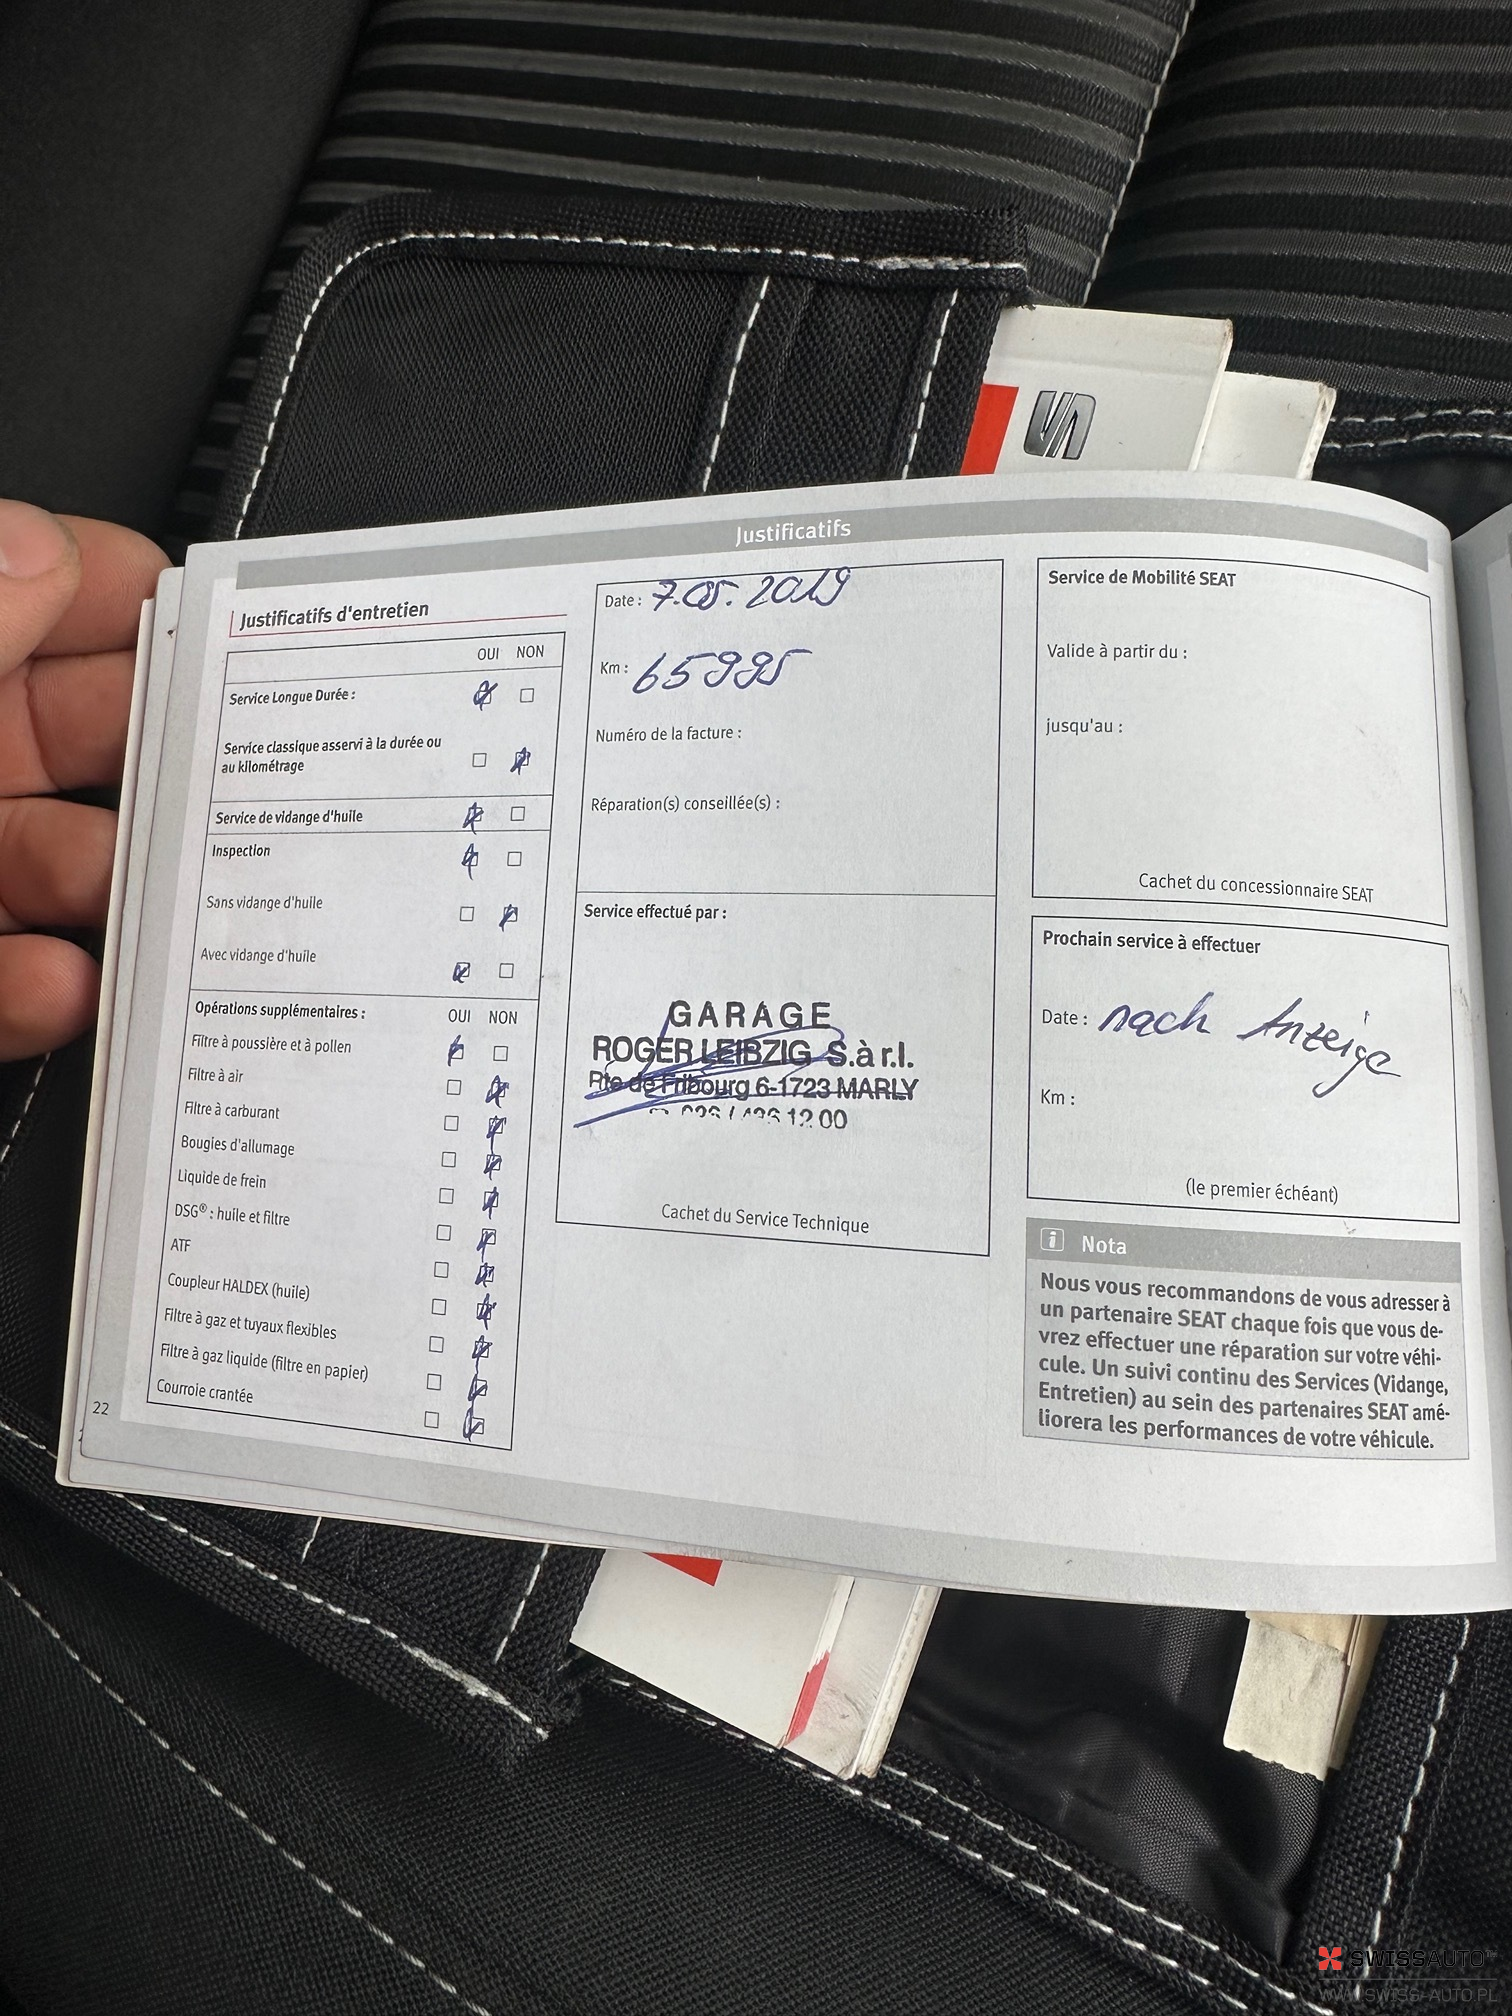 Justificatifs
Justificatifs d'entretien
OUI NON
Service Longue Durée :
Service classique asservi à la durée ou
au kilométrage
Service de vidange d'huile
Inspection
Sans vidange d'huile
Avec vidange d'huile
Opérations supplémentaires : OUI NON
Filtre à poussière et à pollen
Filtre à air
Filtre à carburant
Bougies d'allumage
Liquide de frein
DSG® : huile et filtre
ATF
Coupleur HALDEX (huile)
Filtre à gaz et tuyaux flexibles
Filtre à gaz liquide (filtre en papier)
Courroie crantée
22
Date : 7.05.2019
Km : 65995
Numéro de la facture :
Réparation(s) conseillée(s) :
Service effectué par :
GARAGE
ROGER LEIBZIG S.à r.l.
Rte de Fribourg 6-1723 MARLY
026 / 436 12 00
Cachet du Service Technique
Service de Mobilité SEAT
Valide à partir du :
jusqu'au :
Cachet du concessionnaire SEAT
Prochain service à effectuer
Date : nach Anzeige
Km :
(le premier échéant)
i Nota
Nous vous recommandons de vous adresser à
un partenaire SEAT chaque fois que vous de-
vrez effectuer une réparation sur votre véhi-
cule. Un suivi continu des Services (Vidange,
Entretien) au sein des partenaires SEAT amé-
liorera les performances de votre véhicule.
SWISSAUTO
WWW.SWISS-AUTO.PL